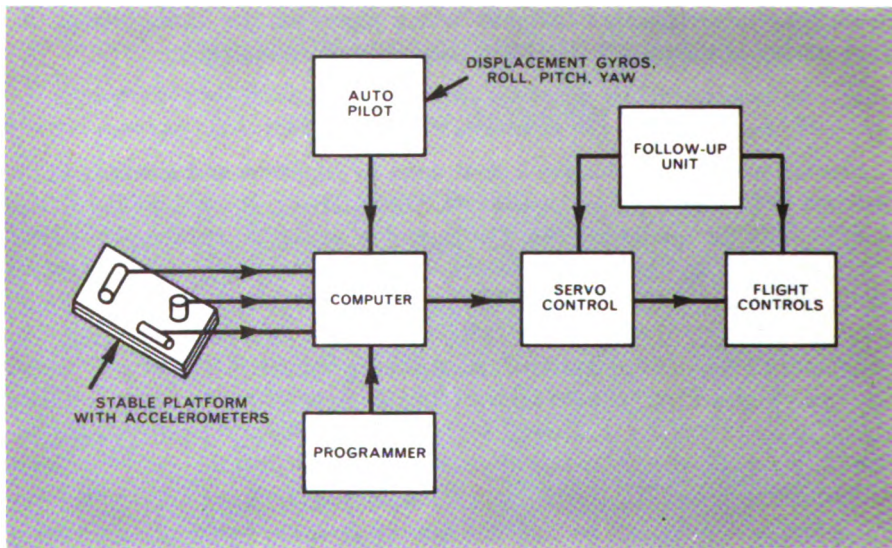 DISPLACEMENT GYROS,
ROLL, PITCH, YAW
AUTO
PILOT
FOLLOW-UP
UNIT
COMPUTER
SERVO
CONTROL
FLIGHT
CONTROLS
STABLE PLATFORM
WITH ACCELEROMETERS
PROGRAMMER